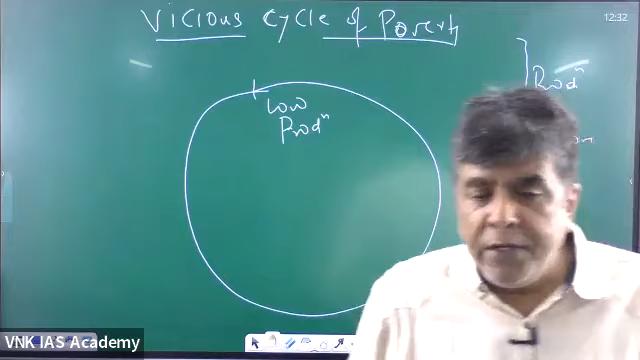 Vicious Cycle of Poverty
12:32
Low
Prodⁿ
Prodⁿ
VNK IAS Academy